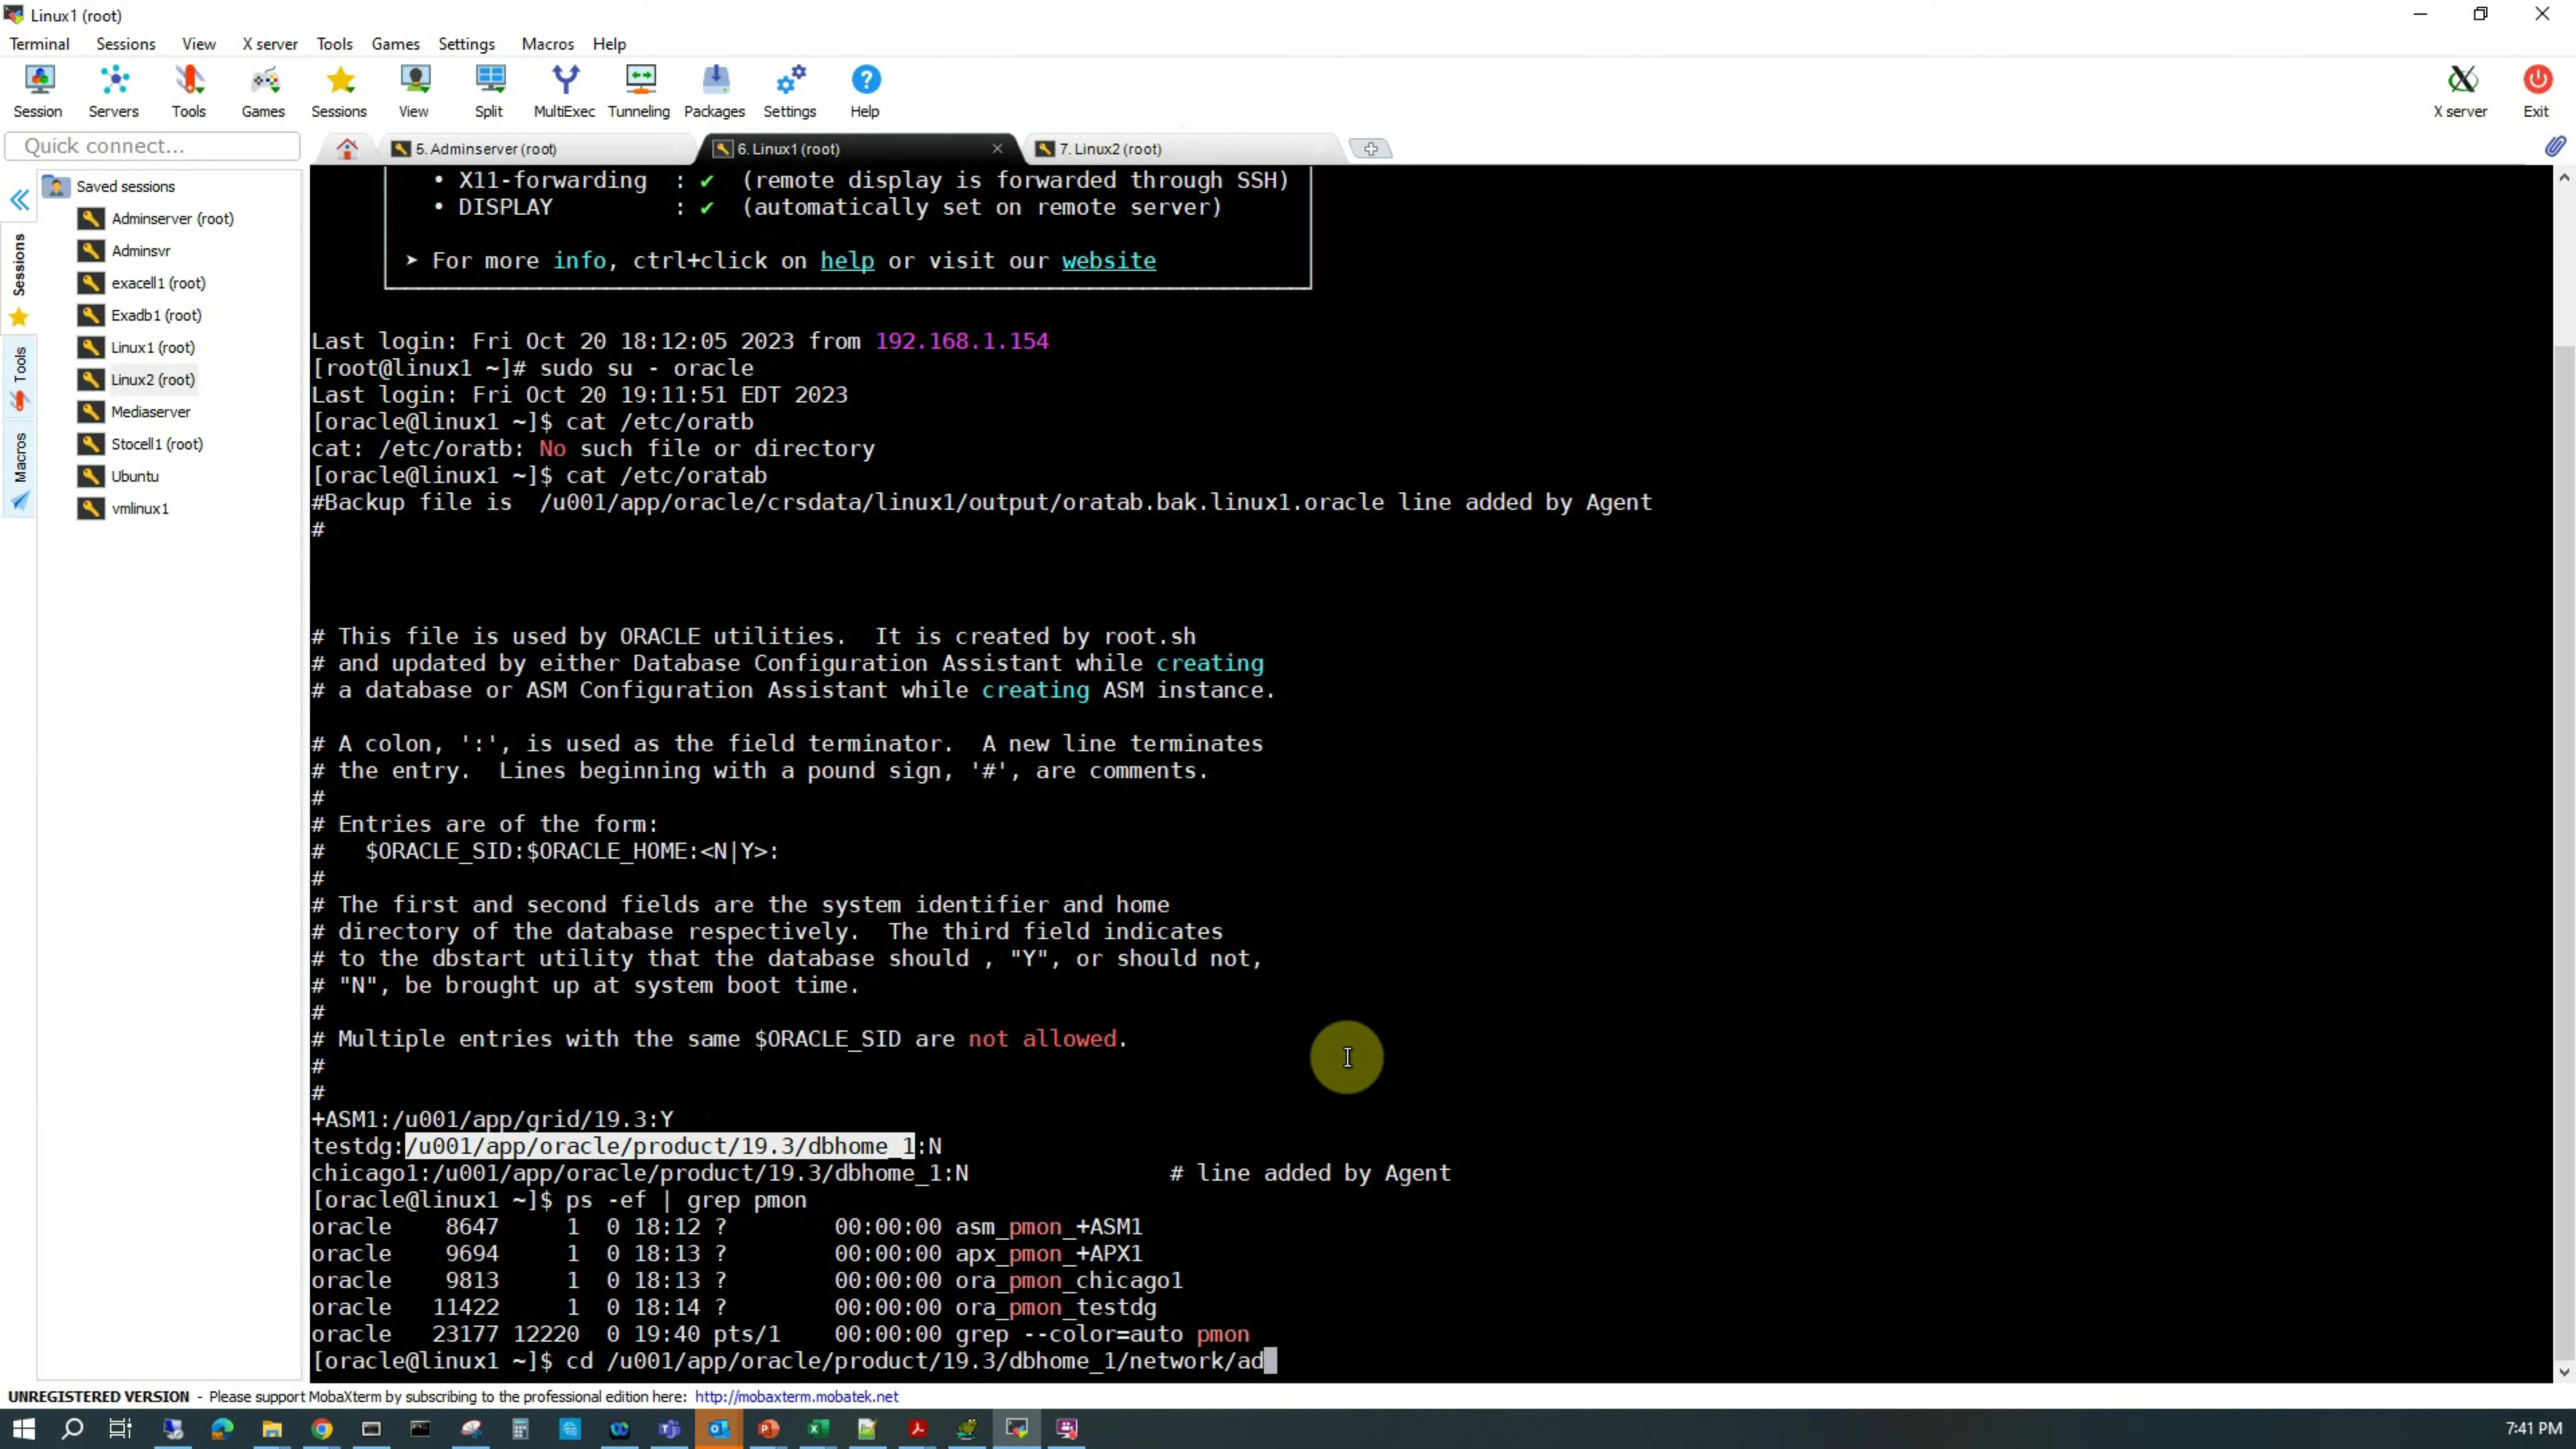 Linux1 (root)
Terminal Sessions View X server Tools Games Settings Macros Help
Session Servers Tools Games Sessions View Split MultiExec Tunneling Packages Settings Help X server Exit
Quick connect...
5. Adminserver (root)
6. Linux1 (root)
7. Linux2 (root)
Sessions
Tools
Macros
Saved sessions
Adminserver (root)
Adminsvr
exacell1 (root)
Exadb1 (root)
Linux1 (root)
Linux2 (root)
Mediaserver
Stocell1 (root)
Ubuntu
vmlinux1
• X11-forwarding : ✔ (remote display is forwarded through SSH)
• DISPLAY : ✔ (automatically set on remote server)
➤ For more info, ctrl+click on help or visit our website
Last login: Fri Oct 20 18:12:05 2023 from 192.168.1.154
[root@linux1 ~]# sudo su - oracle
Last login: Fri Oct 20 19:11:51 EDT 2023
[oracle@linux1 ~]$ cat /etc/oratb
cat: /etc/oratb: No such file or directory
[oracle@linux1 ~]$ cat /etc/oratab
#Backup file is /u001/app/oracle/crsdata/linux1/output/oratab.bak.linux1.oracle line added by Agent
#
# This file is used by ORACLE utilities. It is created by root.sh
# and updated by either Database Configuration Assistant while creating
# a database or ASM Configuration Assistant while creating ASM instance.
# A colon, ':', is used as the field terminator. A new line terminates
# the entry. Lines beginning with a pound sign, '#', are comments.
#
# Entries are of the form:
# $ORACLE_SID:$ORACLE_HOME:<N|Y>:
#
# The first and second fields are the system identifier and home
# directory of the database respectively. The third field indicates
# to the dbstart utility that the database should , "Y", or should not,
# "N", be brought up at system boot time.
#
# Multiple entries with the same $ORACLE_SID are not allowed.
#
#
+ASM1:/u001/app/grid/19.3:Y
testdg:/u001/app/oracle/product/19.3/dbhome_1:N
chicago1:/u001/app/oracle/product/19.3/dbhome_1:N # line added by Agent
[oracle@linux1 ~]$ ps -ef | grep pmon
oracle 8647 1 0 18:12 ? 00:00:00 asm_pmon_+ASM1
oracle 9694 1 0 18:13 ? 00:00:00 apx_pmon_+APX1
oracle 9813 1 0 18:13 ? 00:00:00 ora_pmon_chicago1
oracle 11422 1 0 18:14 ? 00:00:00 ora_pmon_testdg
oracle 23177 12220 0 19:40 pts/1 00:00:00 grep --color=auto pmon
[oracle@linux1 ~]$ cd /u001/app/oracle/product/19.3/dbhome_1/network/ad
UNREGISTERED VERSION - Please support MobaXterm by subscribing to the professional edition here: http://mobaxterm.mobatek.net
7:41 PM